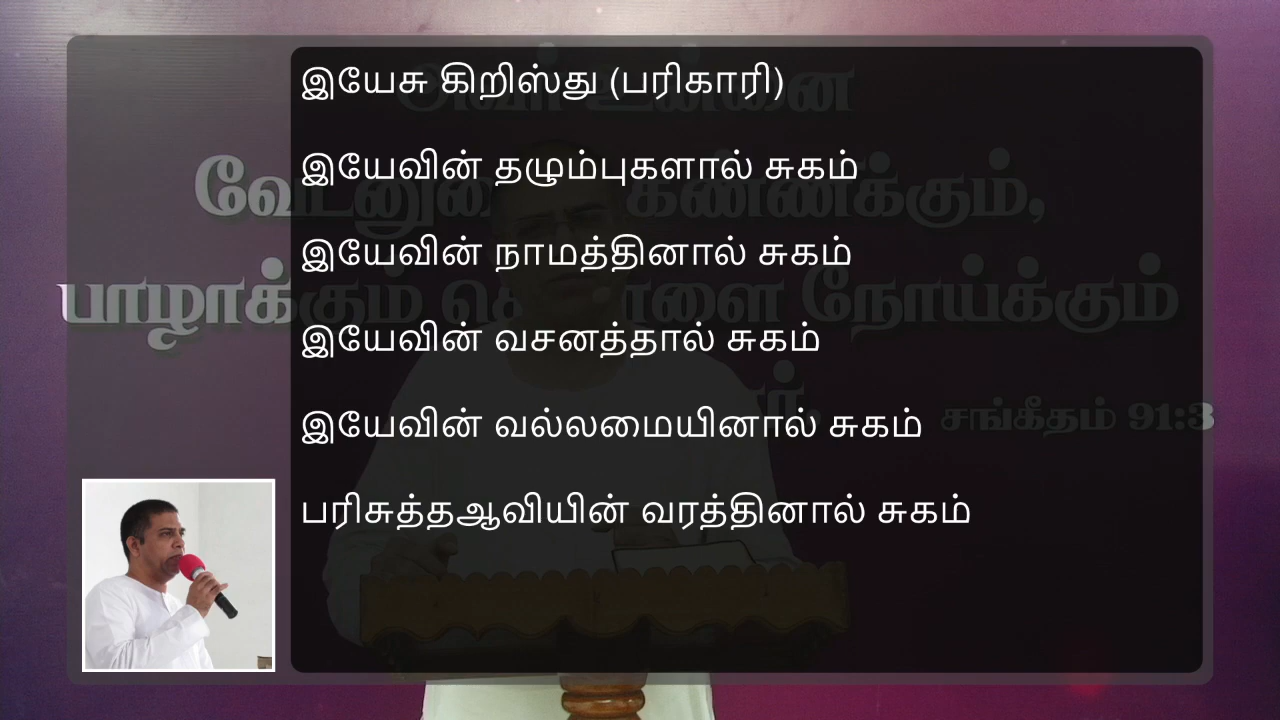 இயேசு கிறிஸ்து (பரிகாரி)
இயேவின் தழும்புகளால் சுகம்
இயேவின் நாமத்தினால் சுகம்
இயேவின் வசனத்தால் சுகம்
இயேவின் வல்லமையினால் சுகம்
பரிசுத்தஆவியின் வரத்தினால் சுகம்
பாழாக்கும் நோய்க்கும்
சங்கீதம் 91:3